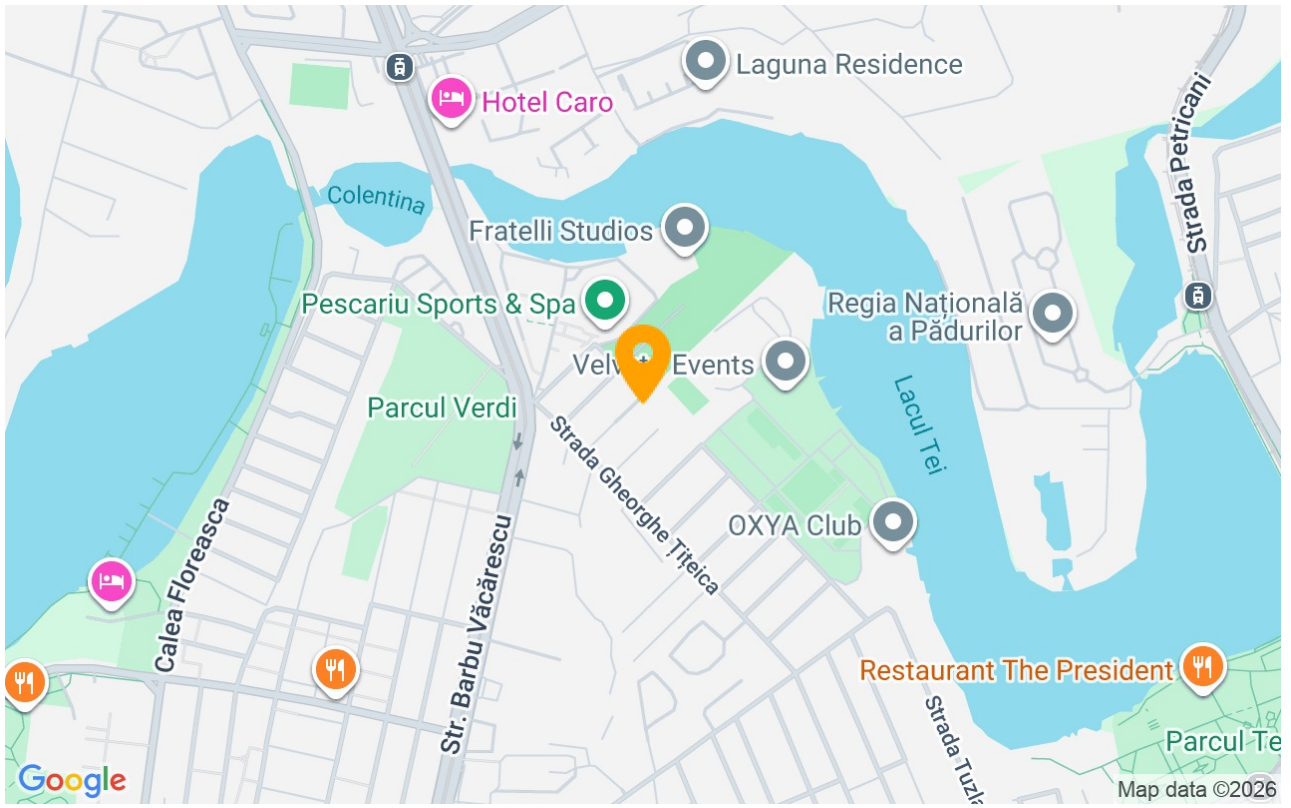 Laguna Residence
Hotel Caro
Strada Petricani
Colentina
Fratelli Studios
Pescariu Sports & Spa
Regia Națională
a Pădurilor
Events
Parcul Verdi
Lacul Tei
Strada Gheorghe Țițeica
OXYA Club
Calea Floreasca
Str. Barbu Văcărescu
Restaurant The President
Strada Tuzla
Parcul Te
Google
Map data ©2026